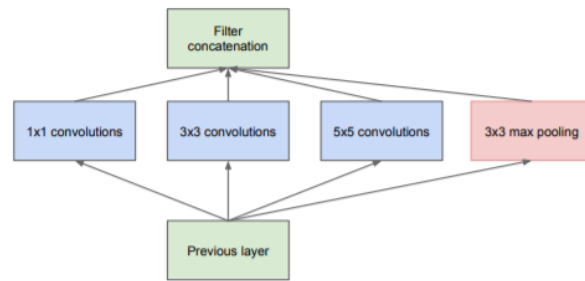 Filter
concatenation
1x1 convolutions
3x3 convolutions
5x5 convolutions
3x3 max pooling
Previous layer